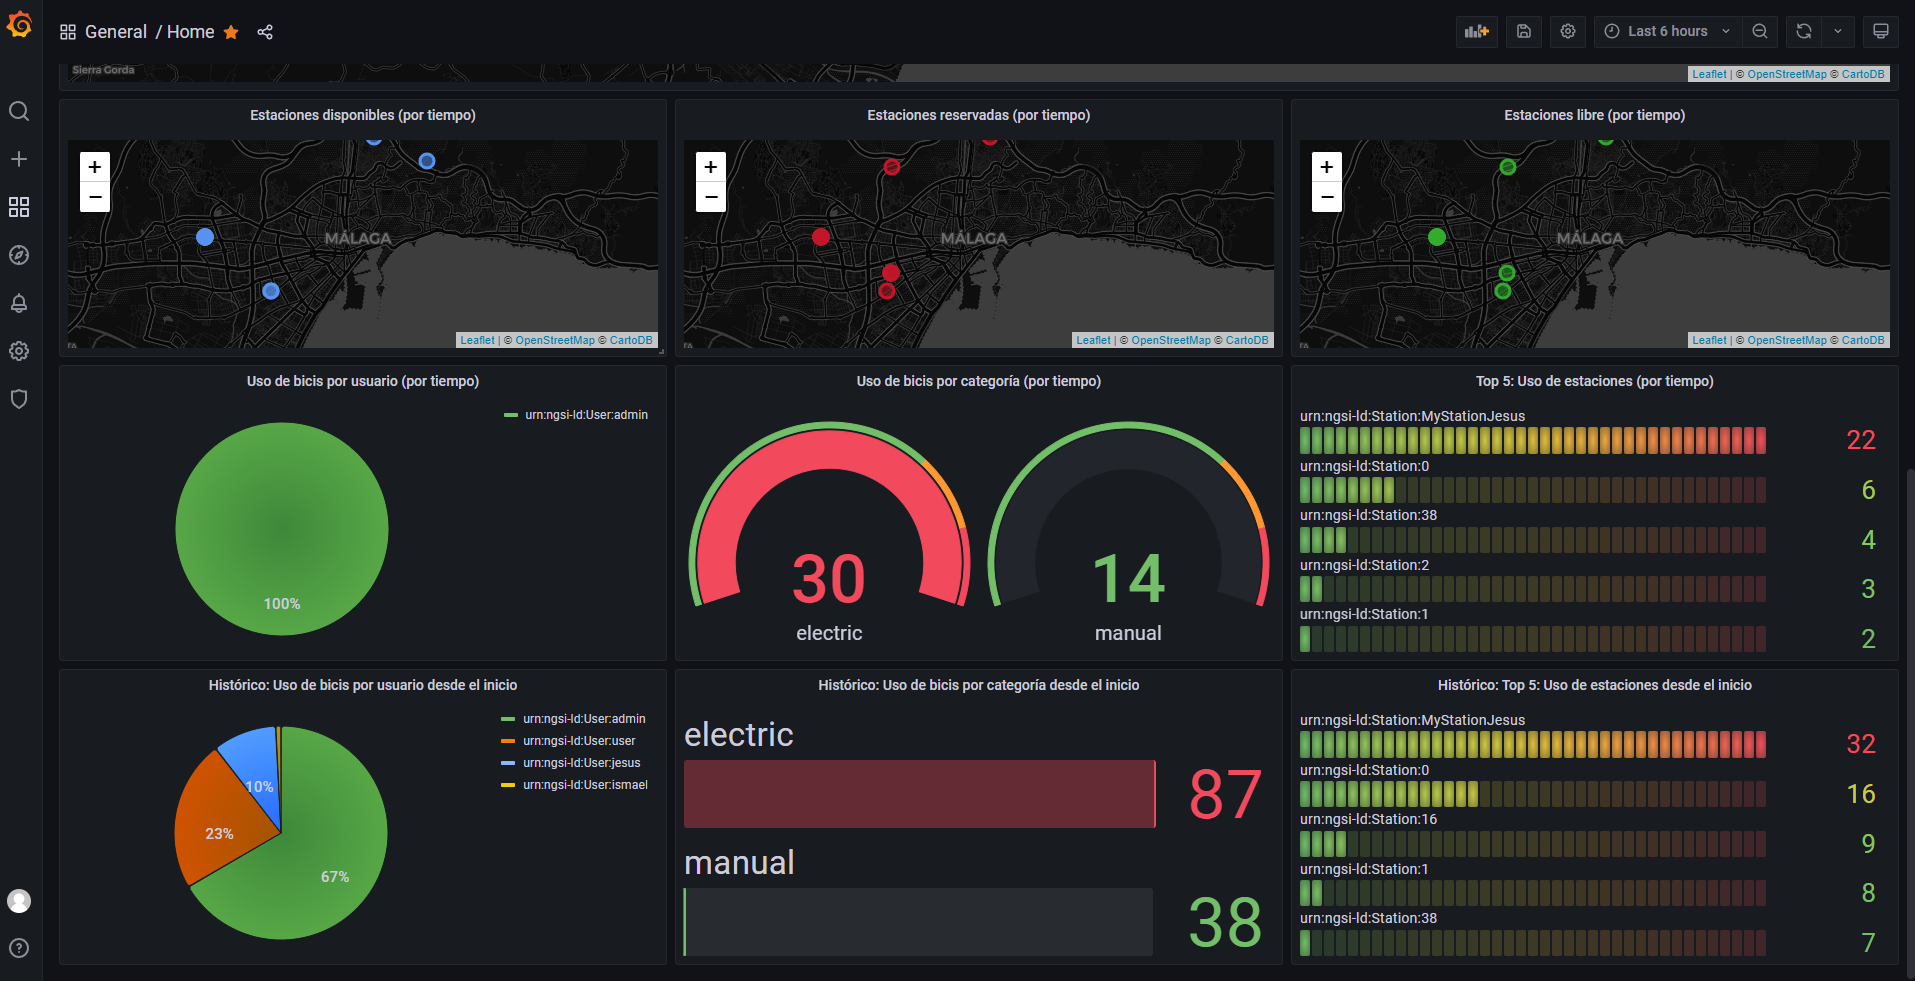 General / Home
Last 6 hours
Sierra Gorda
Leaflet | © OpenStreetMap © CartoDB
Estaciones disponibles (por tiempo)
+
−
MÁLAGA
Leaflet | © OpenStreetMap © CartoDB
Estaciones reservadas (por tiempo)
+
−
MÁLAGA
Leaflet | © OpenStreetMap © CartoDB
Estaciones libre (por tiempo)
+
−
MÁLAGA
Leaflet | © OpenStreetMap © CartoDB
Uso de bicis por usuario (por tiempo)
urn:ngsi-ld:User:admin
100%
Uso de bicis por categoría (por tiempo)
30
electric
14
manual
Top 5: Uso de estaciones (por tiempo)
urn:ngsi-ld:Station:MyStationJesus
22
urn:ngsi-ld:Station:0
6
urn:ngsi-ld:Station:38
4
urn:ngsi-ld:Station:2
3
urn:ngsi-ld:Station:1
2
Histórico: Uso de bicis por usuario desde el inicio
urn:ngsi-ld:User:admin
urn:ngsi-ld:User:user
urn:ngsi-ld:User:jesus
urn:ngsi-ld:User:ismael
10%
23%
67%
Histórico: Uso de bicis por categoría desde el inicio
electric
87
manual
38
Histórico: Top 5: Uso de estaciones desde el inicio
urn:ngsi-ld:Station:MyStationJesus
32
urn:ngsi-ld:Station:0
16
urn:ngsi-ld:Station:16
9
urn:ngsi-ld:Station:1
8
urn:ngsi-ld:Station:38
7